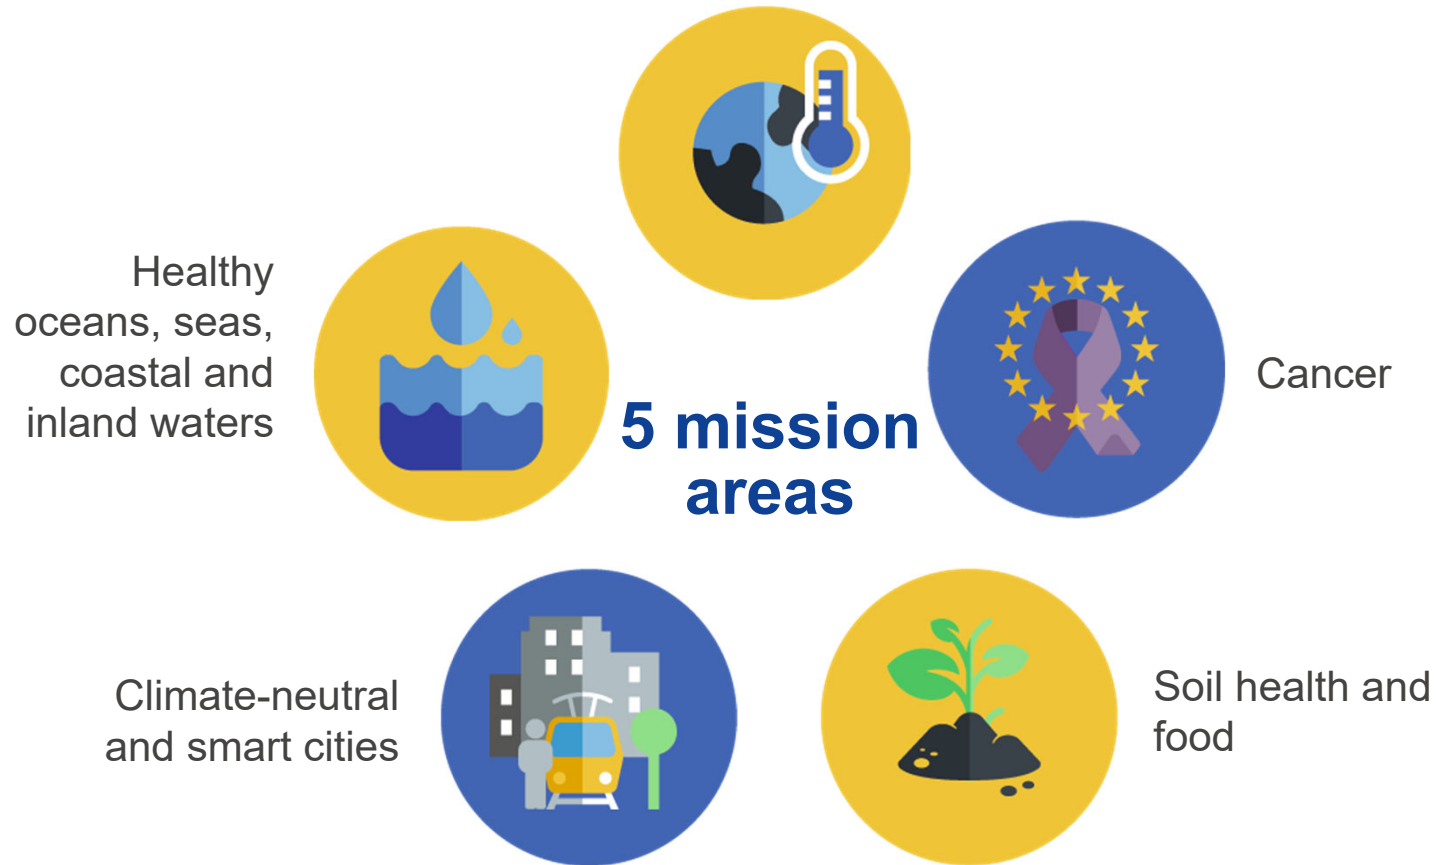 Healthy
oceans, seas,
coastal and
inland waters
5 mission
areas
Cancer
Climate-neutral
and smart cities
Soil health and
food